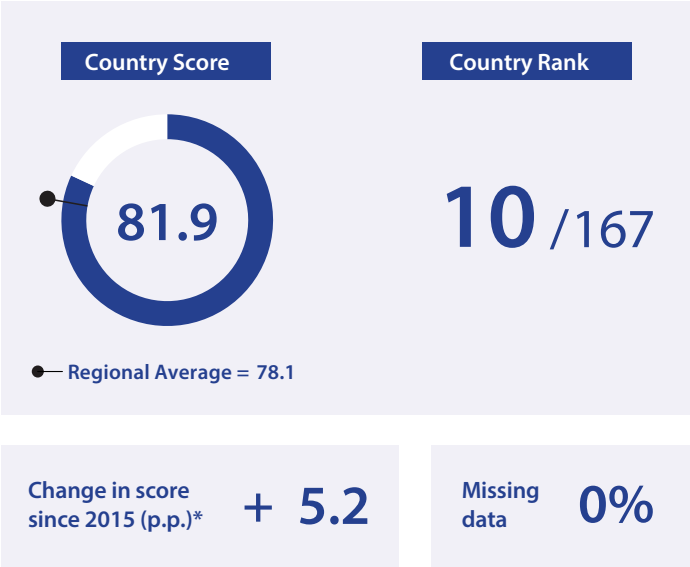 Country Score
Country Rank
81.9
10 /167
Regional Average = 78.1
Change in score
since 2015 (p.p.)*
+ 5.2
Missing
data
0%